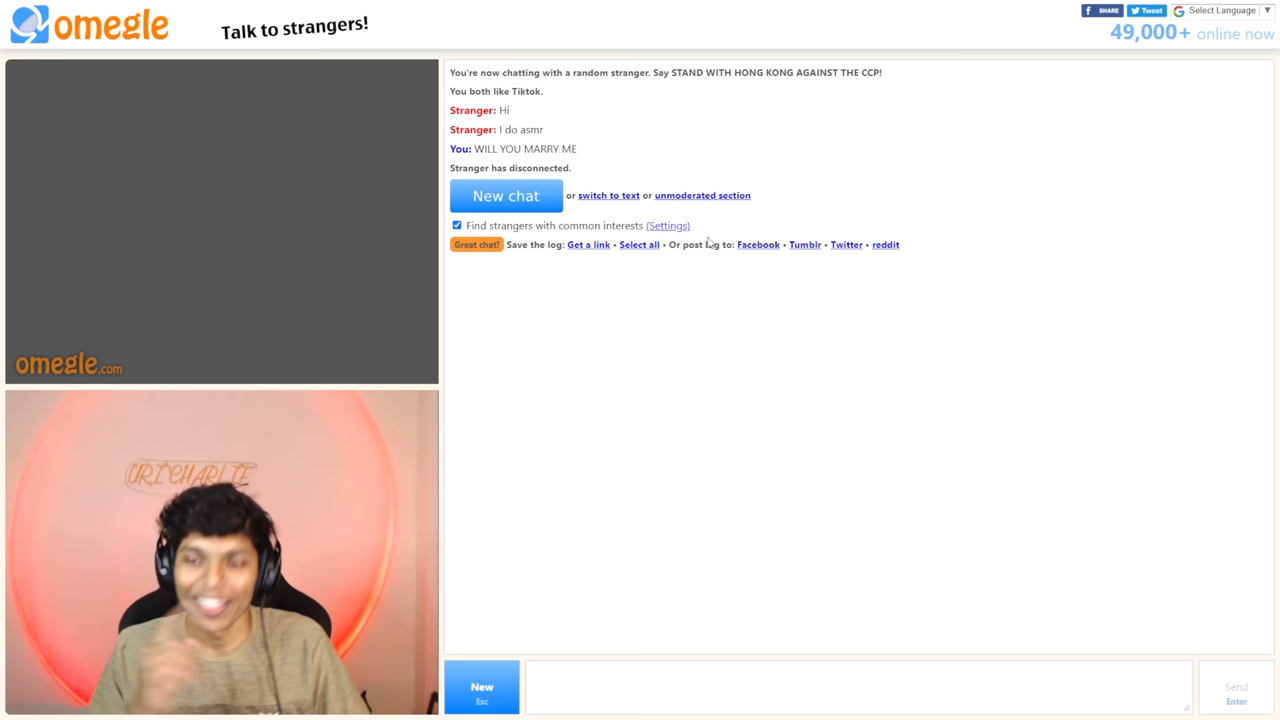 omegle
Talk to strangers!
SHARE
Tweet
Select Language ▼
49,000+ online now
You're now chatting with a random stranger. Say STAND WITH HONG KONG AGAINST THE CCP!
You both like Tiktok.
Stranger: Hi
Stranger: I do asmr
You: WILL YOU MARRY ME
Stranger has disconnected.
New chat or switch to text or unmoderated section
Find strangers with common interests (Settings)
Great chat? Save the log: Get a link • Select all • Or post log to: Facebook • Tumblr • Twitter • reddit
omegle.com
URICHARLIE
New
Esc
Send
Enter